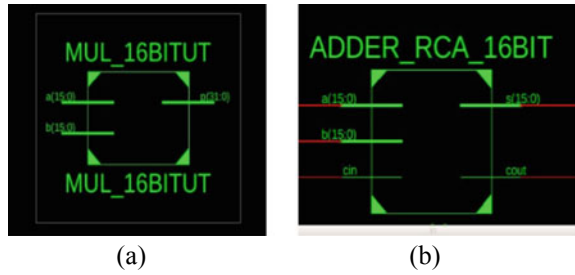 MUL_16BITUT
a(15:0)
p(31:0)
b(15:0)
MUL_16BITUT
(a)
ADDER_RCA_16BIT
a(15:0)
s(15:0)
b(15:0)
cin
cout
(b)